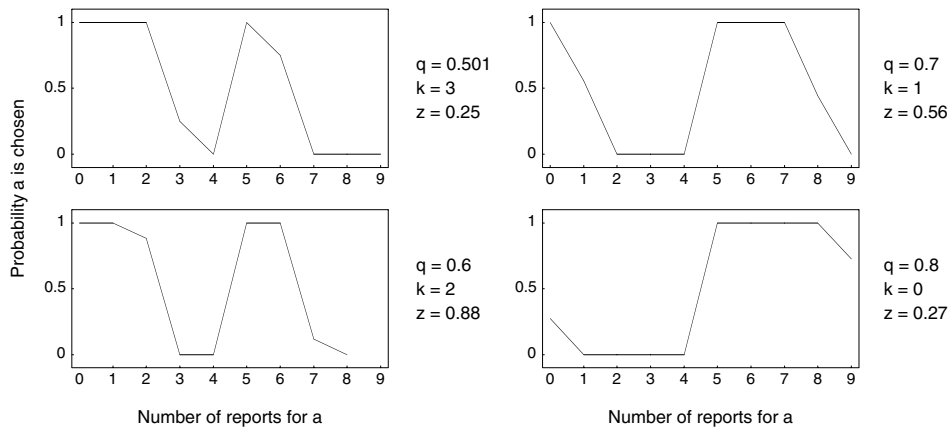 Probability a is chosen
1
0.5
0
0 1 2 3 4 5 6 7 8 9
q = 0.501
k = 3
z = 0.25
1
0.5
0
0 1 2 3 4 5 6 7 8 9
q = 0.7
k = 1
z = 0.56
1
0.5
0
0 1 2 3 4 5 6 7 8 9
q = 0.6
k = 2
z = 0.88
1
0.5
0
0 1 2 3 4 5 6 7 8 9
q = 0.8
k = 0
z = 0.27
Number of reports for a
Number of reports for a